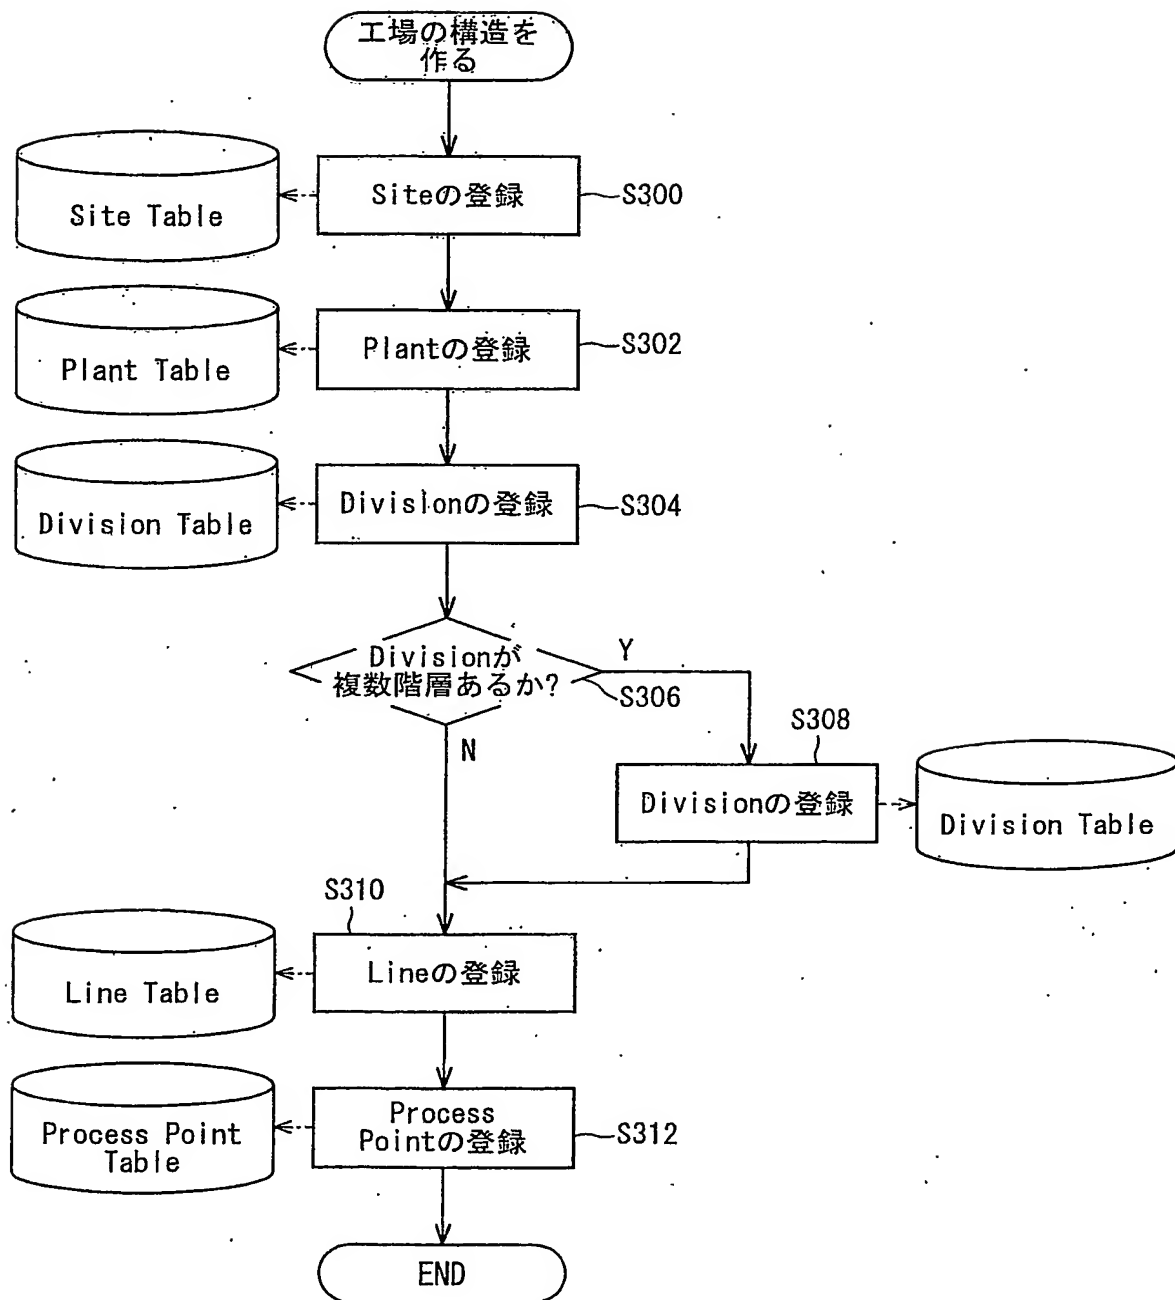 工場の構造を
作る
Site Table
Siteの登録
S300
Plant Table
Plantの登録
S302
Division Table
Divisionの登録
S304
Divisionが
複数階層あるか?
Y
S306
N
S308
Divisionの登録
Division Table
S310
Line Table
Lineの登録
Process Point
Table
Process
Pointの登録
S312
END